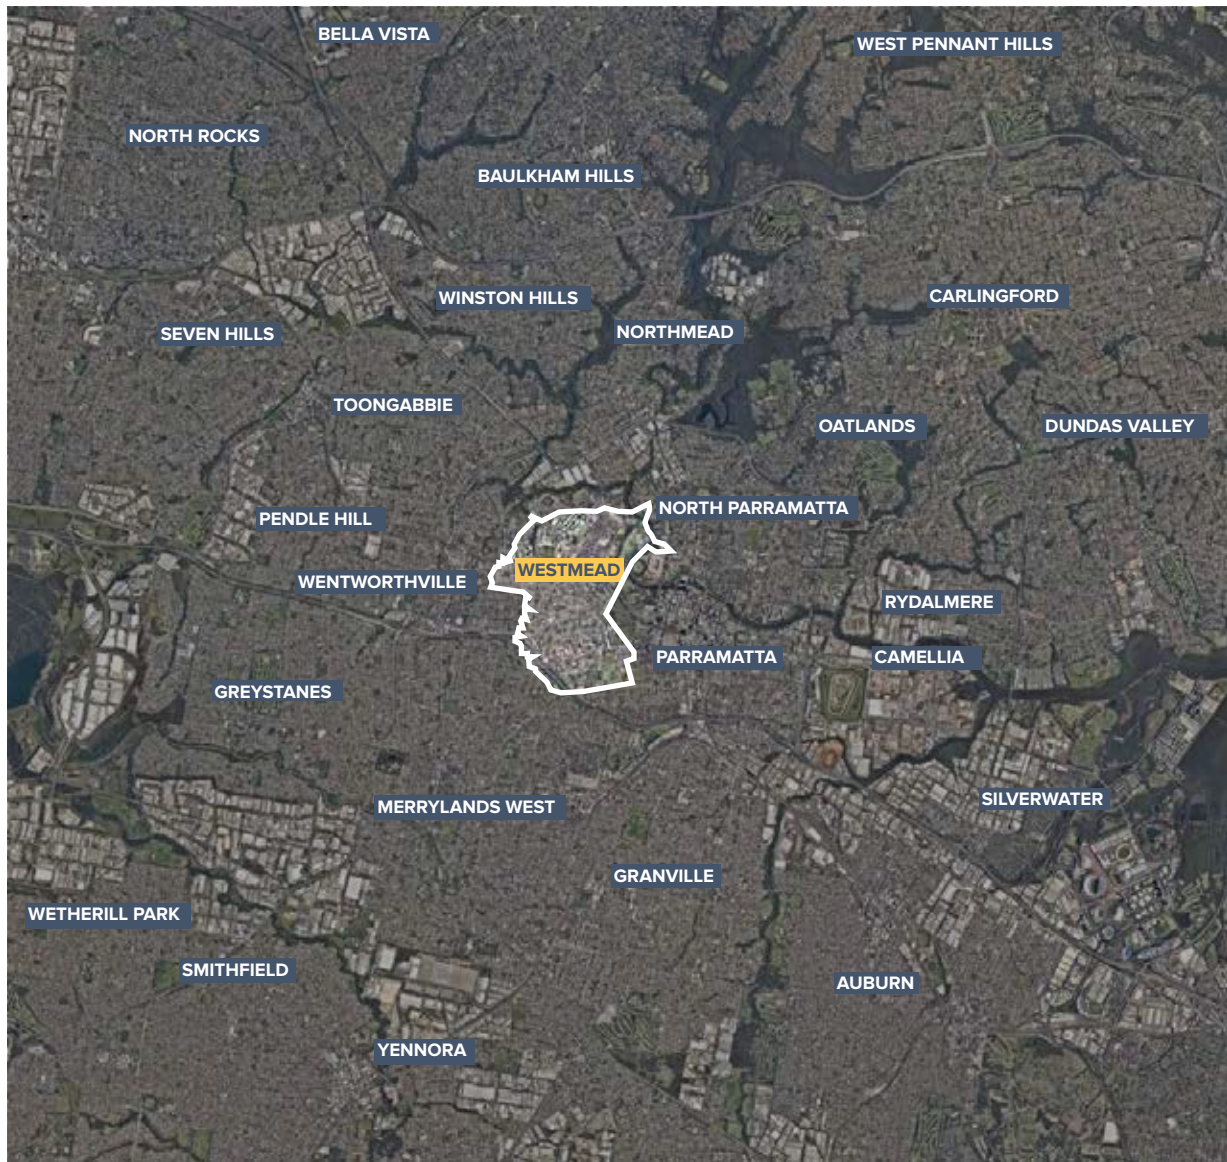 BELLA VISTA
WEST PENNANT HILLS
NORTH ROCKS
BAULKHAM HILLS
WINSTON HILLS
CARLINGFORD
SEVEN HILLS
NORTHMEAD
TOONGABBIE
OATLANDS
DUNDAS VALLEY
NORTH PARRAMATTA
PENDLE HILL
WESTMEAD
WENTWORTHVILLE
RYDALMERE
PARRAMATTA
CAMELLIA
GREYSTANES
MERRYLANDS WEST
SILVERWATER
GRANVILLE
WETHERILL PARK
SMITHFIELD
AUBURN
YENNORA